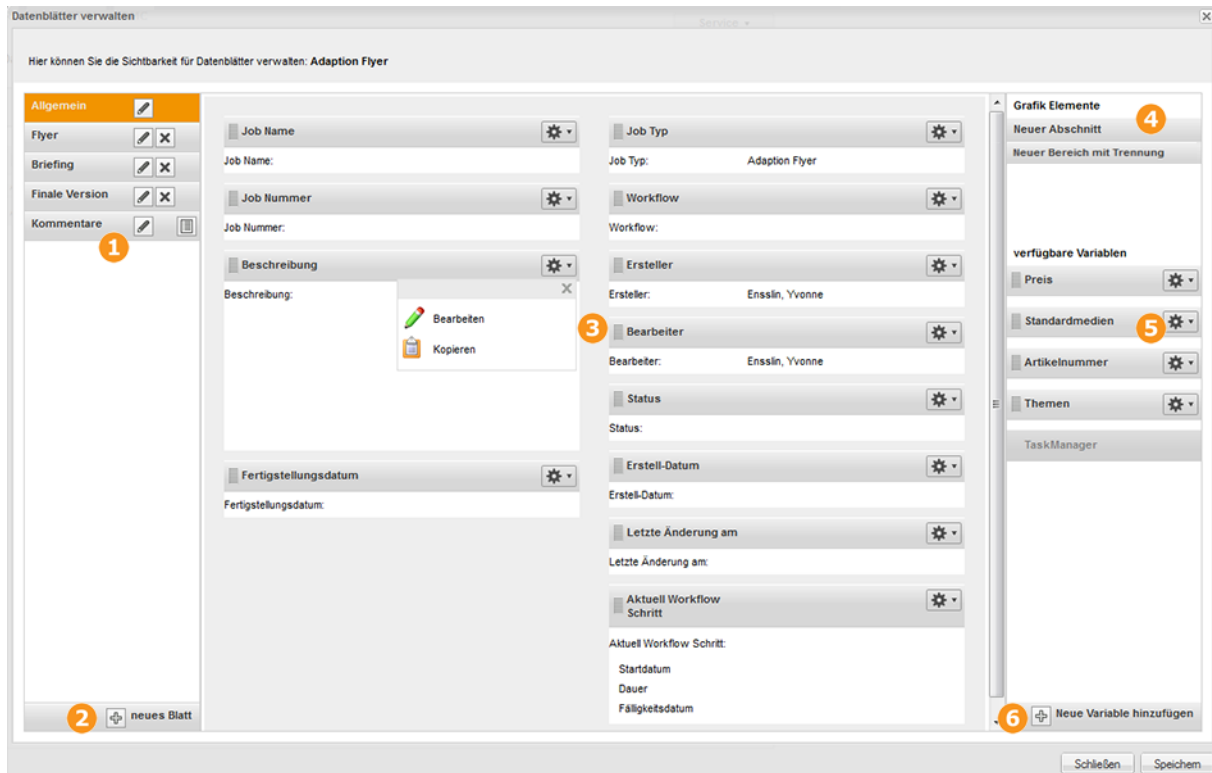 Datenblätter verwalten
Service
Hier können Sie die Sichtbarkeit für Datenblätter verwalten: Adaption Flyer
Allgemein
Flyer
Briefing
Finale Version
Kommentare
1
2
neues Blatt
Job Name
Job Name:
Job Nummer
Job Nummer:
Beschreibung
Beschreibung:
Bearbeiten
Kopieren
3
Fertigstellungsdatum
Fertigstellungsdatum:
Job Typ
Job Typ: Adaption Flyer
Workflow
Workflow:
Ersteller
Ersteller: Ensslin, Yvonne
Bearbeiter
Bearbeiter: Ensslin, Yvonne
Status
Status:
Erstell-Datum
Erstell-Datum:
Letzte Änderung am
Letzte Änderung am:
Aktuell Workflow
Schritt
Aktuell Workflow Schritt:
Startdatum
Dauer
Fälligkeitsdatum
Grafik Elemente
4
Neuer Abschnitt
Neuer Bereich mit Trennung
verfügbare Variablen
Preis
Standardmedien
5
Artikelnummer
Themen
TaskManager
6
Neue Variable hinzufügen
Schließen
Speichern